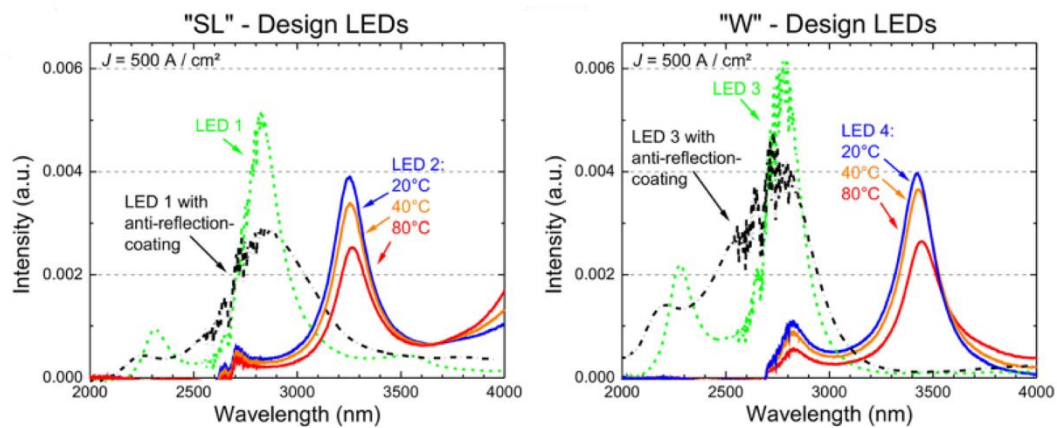 "SL" - Design LEDs
J = 500 A / cm²
0.006
0.004
0.002
0.000
Intensity (a.u.)
LED 1
LED 1 with
anti-reflection-
coating
LED 2:
20°C
40°C
80°C
2000 2500 3000 3500 4000
Wavelength (nm)
"W" - Design LEDs
J = 500 A / cm²
0.006
0.004
0.002
0.000
Intensity (a.u.)
LED 3
LED 3 with
anti-reflection-
coating
LED 4:
20°C
40°C
80°C
2000 2500 3000 3500 4000
Wavelength (nm)